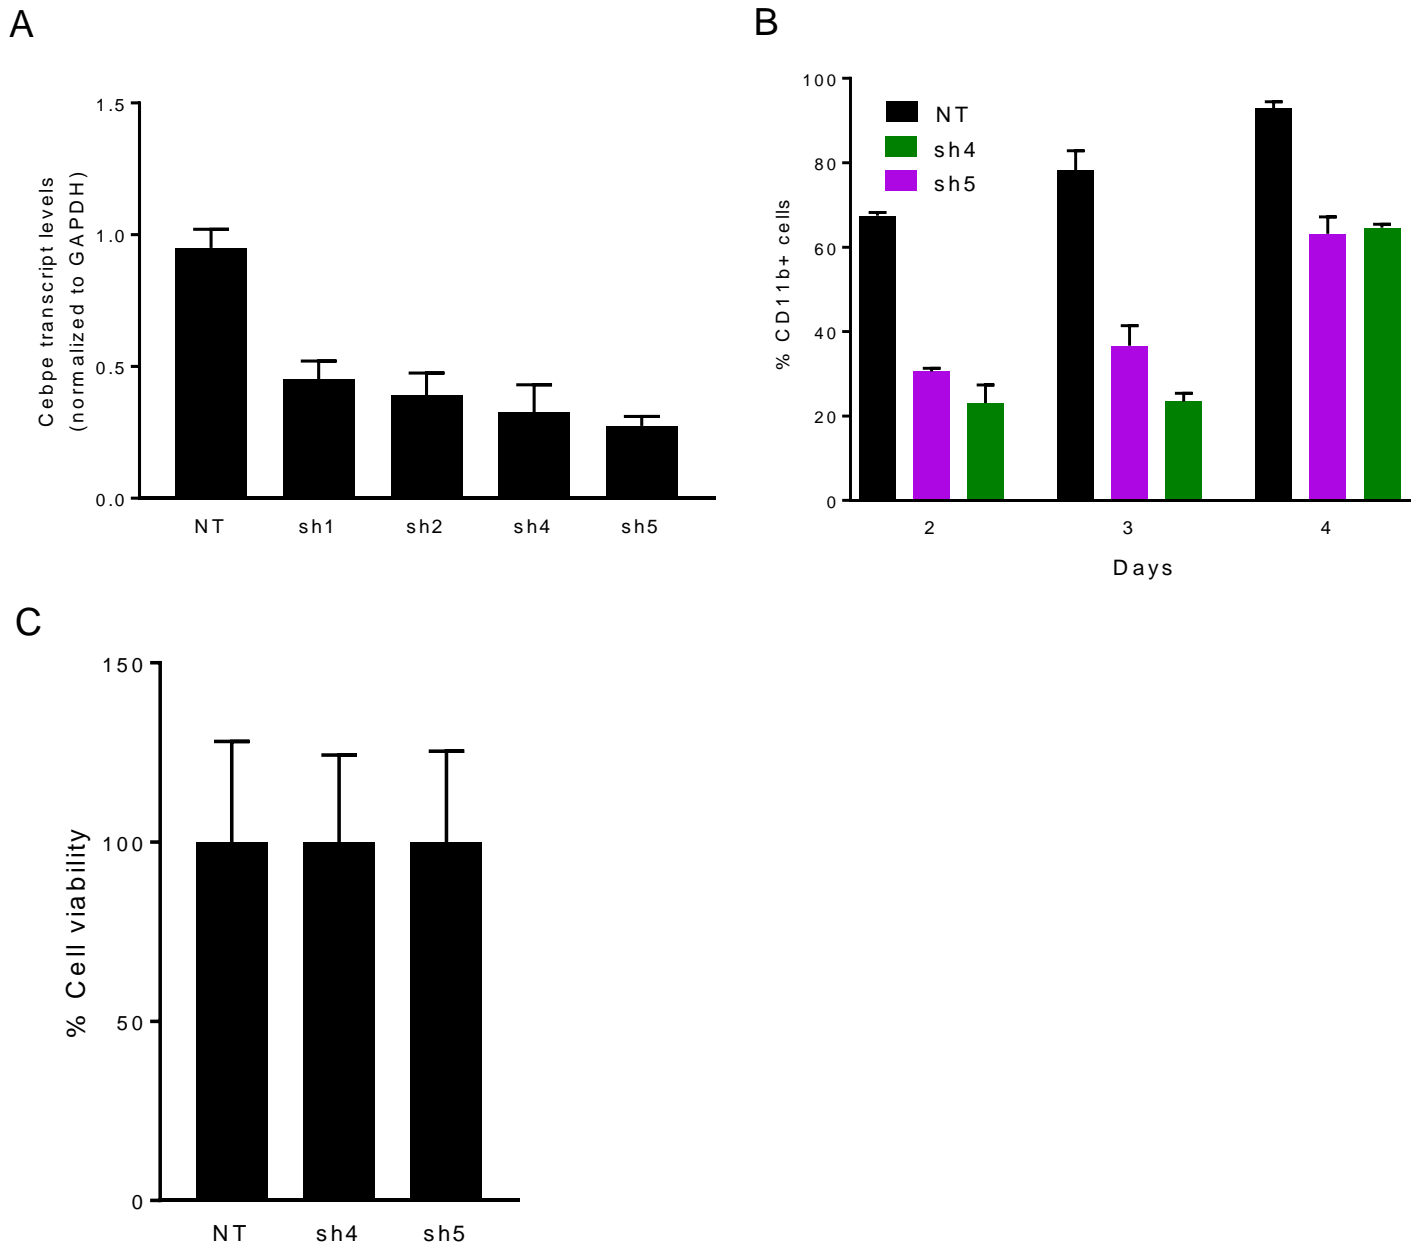 A
Cebpe transcript levels
(normalized to GAPDH)
1.5
1.0
0.5
0.0
NT sh1 sh2 sh4 sh5
B
% CD11b+ cells
100
80
60
40
20
0
NT
sh4
sh5
2 3 4
Days
C
% Cell viability
150
100
50
0
NT sh4 sh5